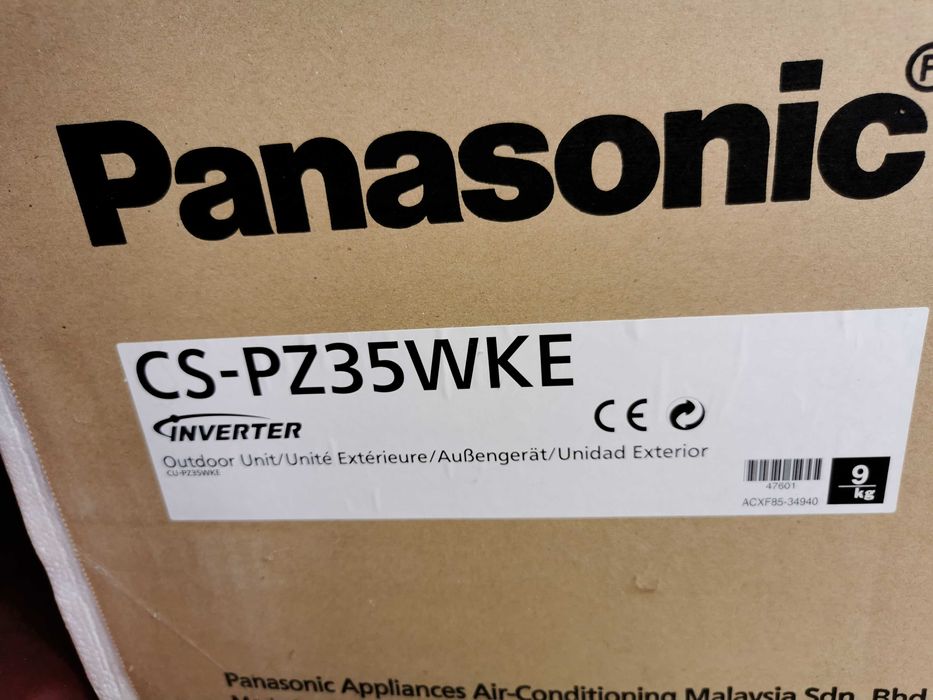 Panasonic
CS-PZ35WKE
INVERTER
CE
Outdoor Unit/Unité Extérieure/Außengerät/Unidad Exterior
CU-PZ35WKE
47601
ACXF85-34940
9
kg
Panasonic Appliances Air-Conditioning Malaysia Sdn. Bhd